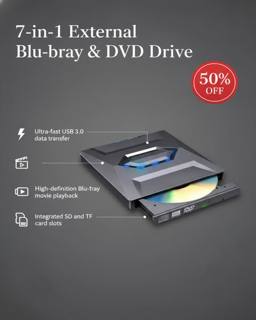 7-in-1 External
Blu-bray & DVD Drive
50%
OFF
Ultra-fast USB 3.0
data transfer
High-definition Blu-tray
movie playback
Integrated SD and TF
card slots